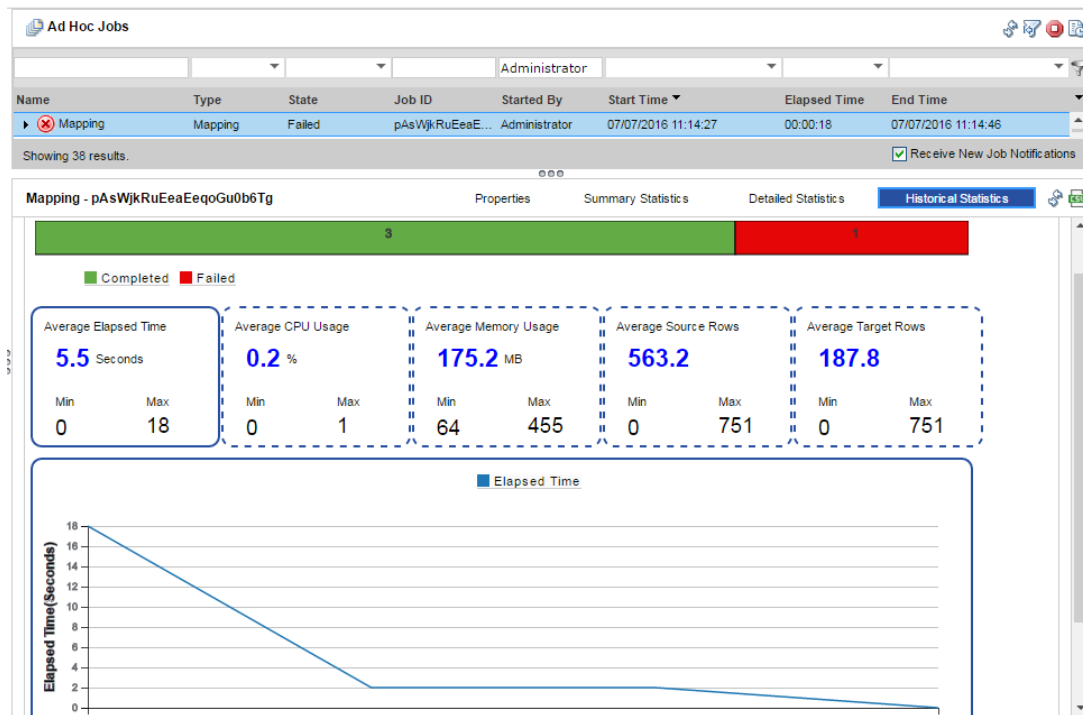 Ad Hoc Jobs
Administrator
Name Type State Job ID Started By Start Time Elapsed Time End Time
Mapping Mapping Failed pAsWjkRuEeaE... Administrator 07/07/2016 11:14:27 00:00:18 07/07/2016 11:14:46
Showing 38 results. Receive New Job Notifications
Mapping - pAsWjkRuEeaEeqoGu0b6Tg Properties Summary Statistics Detailed Statistics Historical Statistics CSV
3 1
Completed Failed
Average Elapsed Time Average CPU Usage Average Memory Usage Average Source Rows Average Target Rows
5.5 Seconds 0.2 % 175.2 MB 563.2 187.8
Min Max Min Max Min Max Min Max Min Max
0 18 0 1 64 455 0 751 0 751
Elapsed Time
Elapsed Time(Seconds)
18
16
14
12
10
8
6
4
2
0